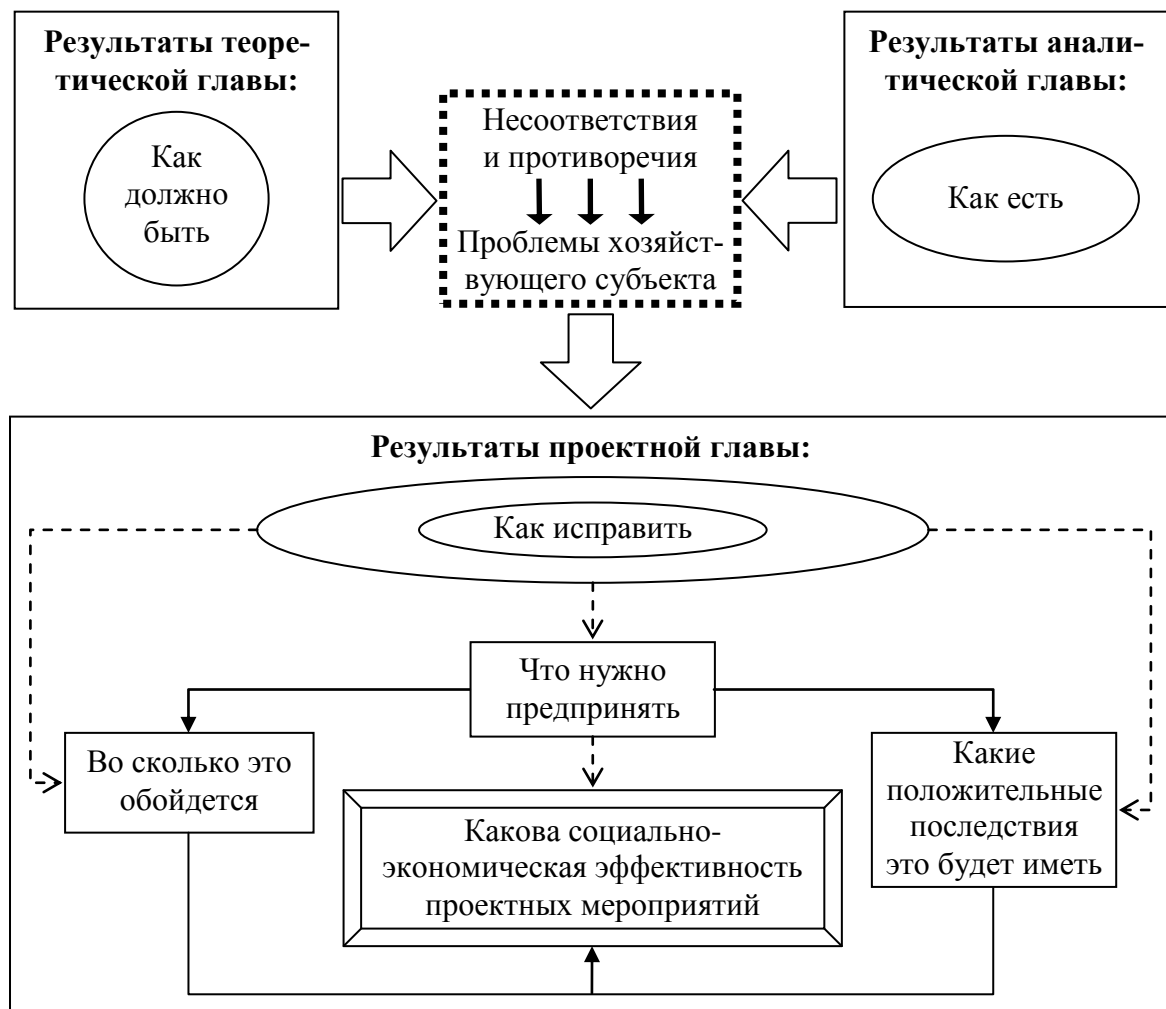 Результаты теоре-
тической главы:
Как
должно
быть
Несоответствия
и противоречия
Проблемы хозяйст-
вующего субъекта
Результаты анали-
тической главы:
Как есть
Результаты проектной главы:
Как исправить
Что нужно
предпринять
Во сколько это
обойдется
Какова социально-
экономическая эффективность
проектных мероприятий
Какие
положительные
последствия
это будет иметь